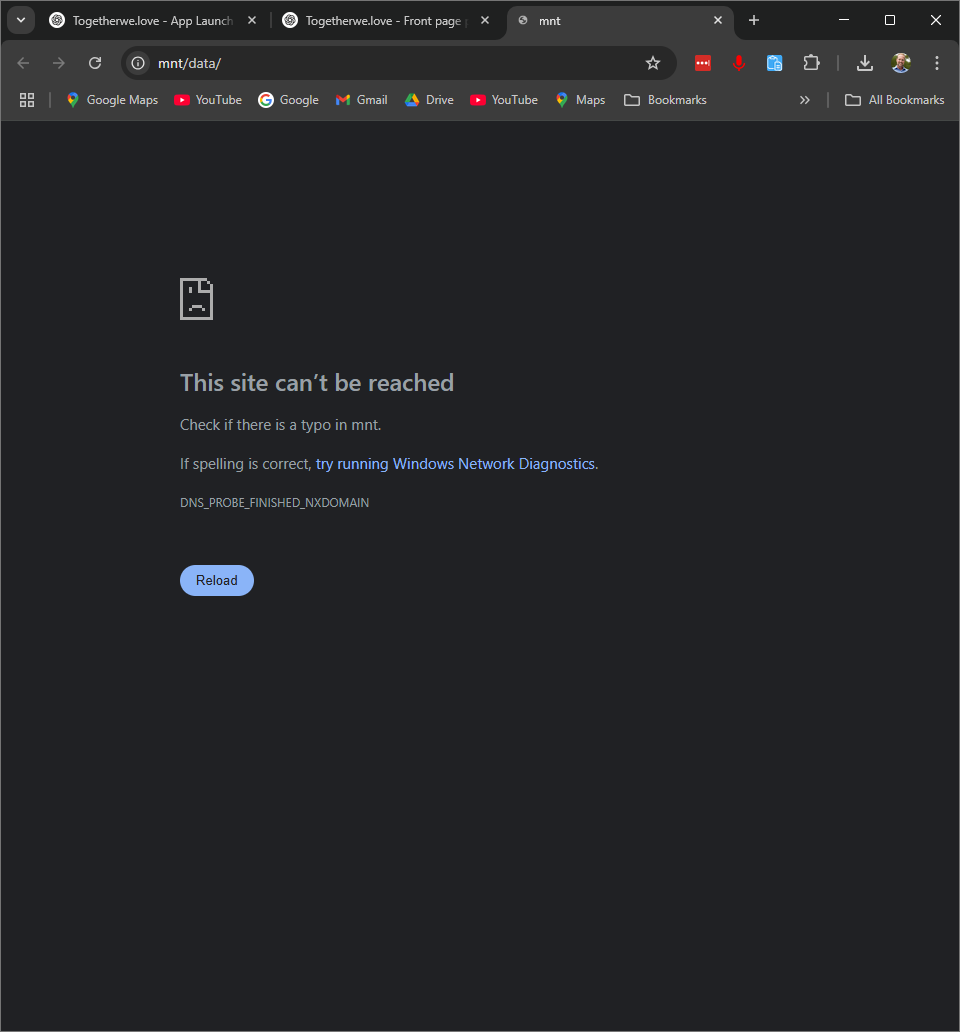 Togetherwe.love - App Launch
Togetherwe.love - Front page
mnt
mnt/data/
Google Maps
YouTube
Google
Gmail
Drive
YouTube
Maps
Bookmarks
All Bookmarks
This site can’t be reached
Check if there is a typo in mnt.
If spelling is correct, try running Windows Network Diagnostics.
DNS_PROBE_FINISHED_NXDOMAIN
Reload